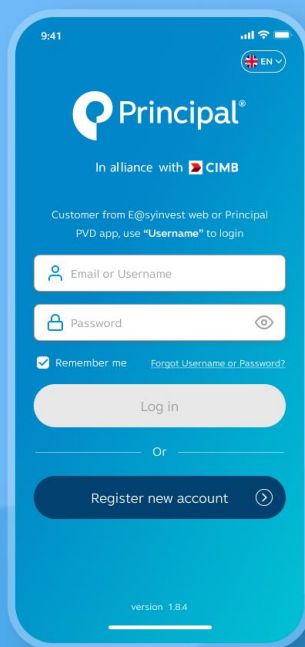 9:41
EN
Principal®
In alliance with CIMB
Customer from E@syinvest web or Principal
PVD app, use “Username” to login
Email or Username
Password
Remember me Forgot Username or Password?
Log in
Or
Register new account
version 1.8.4